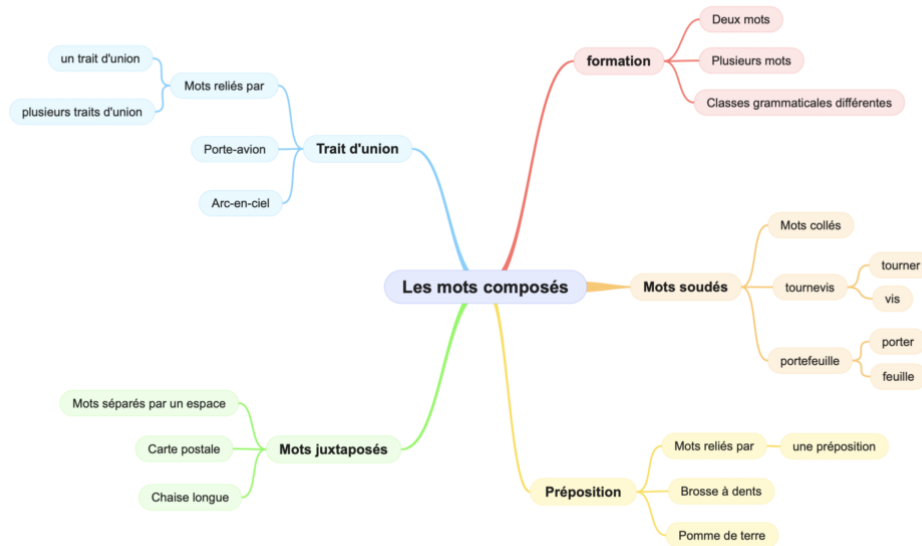 Les mots composés
formation
Deux mots
Plusieurs mots
Classes grammaticales différentes
Mots soudés
Mots collés
tournevis
tourner
vis
portefeuille
porter
feuille
Préposition
Mots reliés par
une préposition
Brosse à dents
Pomme de terre
Mots juxtaposés
Mots séparés par un espace
Carte postale
Chaise longue
Trait d'union
Mots reliés par
un trait d'union
plusieurs traits d'union
Porte-avion
Arc-en-ciel